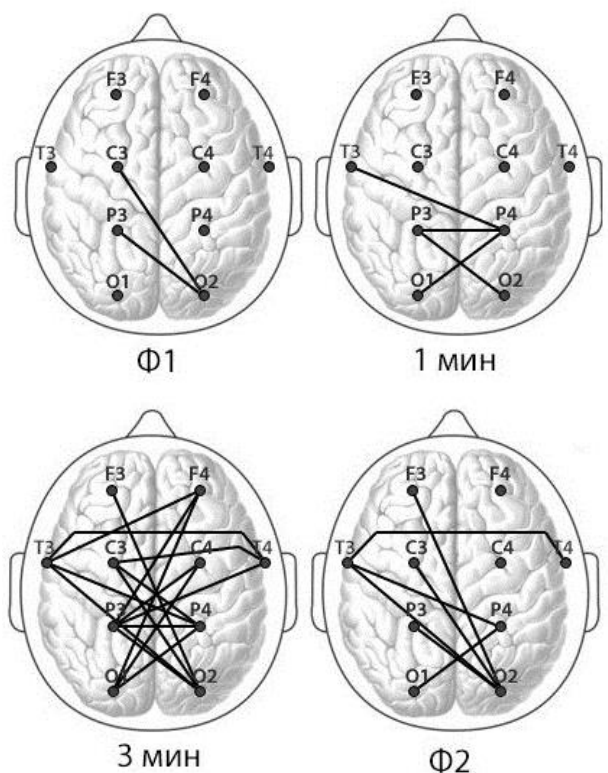 F3 F4 F3 F4
T3 C3 C4 T4 T3 C3 C4 T4
P3 P4 P3 P4
O1 O2 O1 O2
Ф1 1 мин
F3 F4 F3 F4
T3 C3 C4 T4 T3 C3 C4 T4
P3 P4 P3 P4
O2 O1 O2
3 мин Ф2